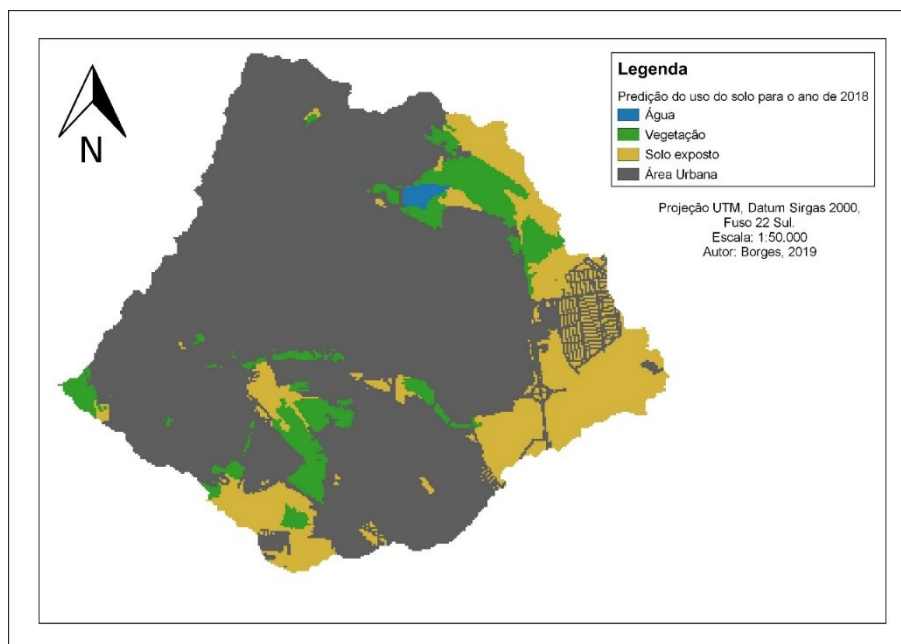 N
Legenda
Predição do uso do solo para o ano de 2018
Água
Vegetação
Solo exposto
Área Urbana
Projeção UTM, Datum Sirgas 2000,
Fuso 22 Sul.
Escala: 1:50.000
Autor: Borges, 2019